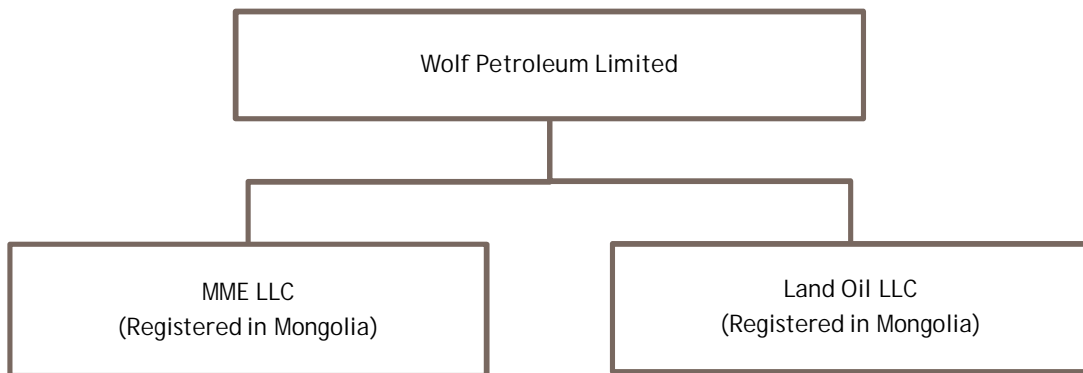 Wolf Petroleum Limited
MME LLC
(Registered in Mongolia)
Land Oil LLC
(Registered in Mongolia)